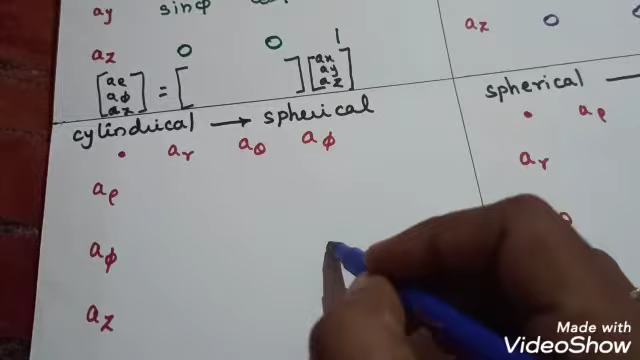 ay sinφ
az 0 0 1
[aρ aφ az] = [ ] [ax ay az]
az 0
cylindrical → spherical
• ar aθ aφ
aρ
aφ
az
spherical →
• aρ
ar
Made with
VideoShow